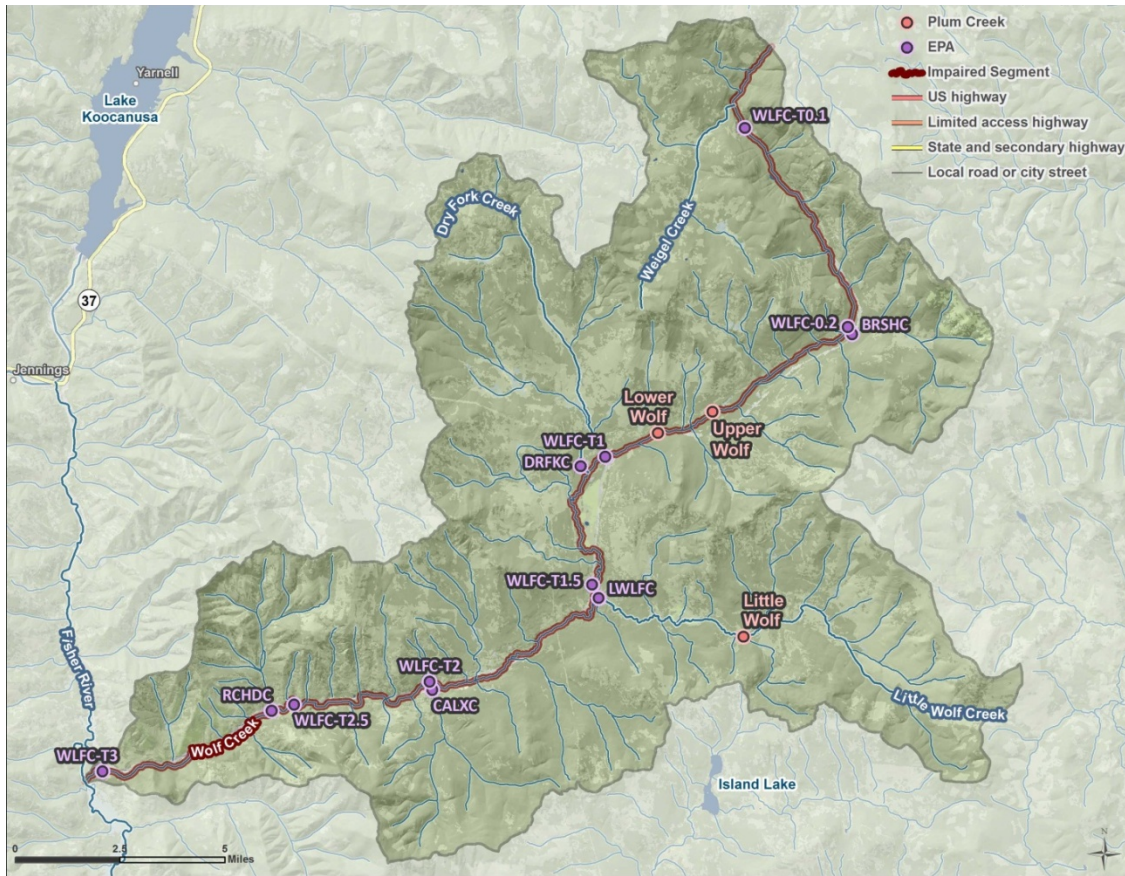 Plum Creek
EPA
Impaired Segment
US highway
Limited access highway
State and secondary highway
Local road or city street
Yarnell
Lake
Koocanusa
WLFC-T0.1
Dry Fork Creek
Weigel Creek
37
WLFC-0.2
BRSHC
Jennings
Lower
Wolf
Upper
Wolf
WLFC-T1
DRFKC
WLFC-T1.5
LWLFC
Little
Wolf
Fisher River
WLFC-T2
CALXC
RCHDC
WLFC-T2.5
Little Wolf Creek
Wolf Creek
WLFC-T3
Island Lake
0
2.5
5
Miles
N